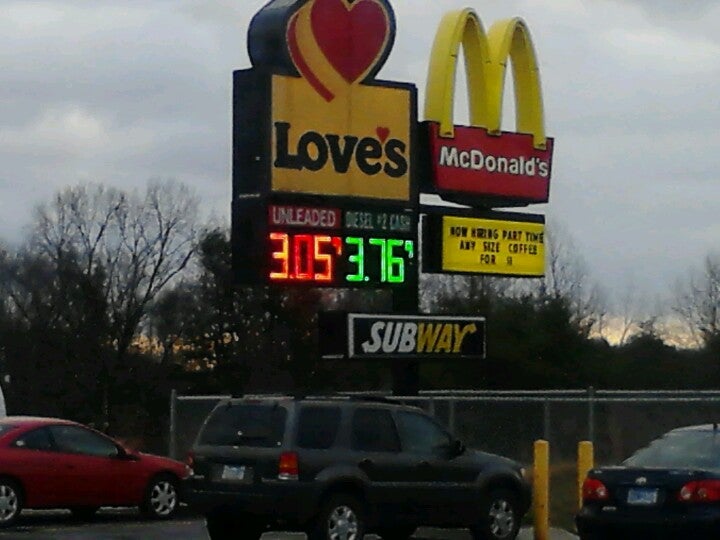 LOVE'S
McDonald's
UNLEADED DIESEL #2 CASH
3.05⁹ 3.76⁹
NOW HIRING PART TIME
ANY SIZE COFFEE
FOR $1
SUBWAY